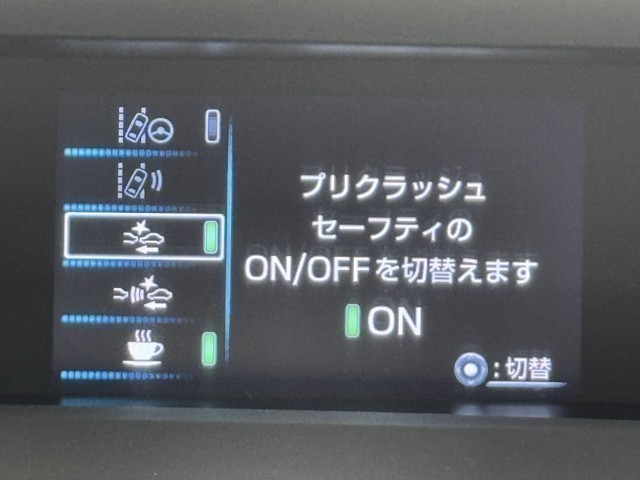 プリクラッシュ
セーフティの
ON/OFFを切替えます
ON
:切替